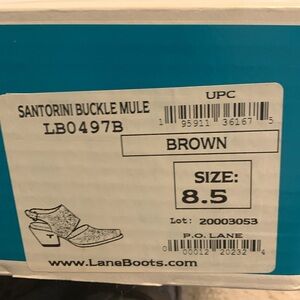 SANTORINI BUCKLE MULE
LB0497B
UPC
1 95911 36167 5
BROWN
SIZE:
8.5
Lot: 20003053
P.O. LANE
0 00012 20232 4
www.LaneBoots.com